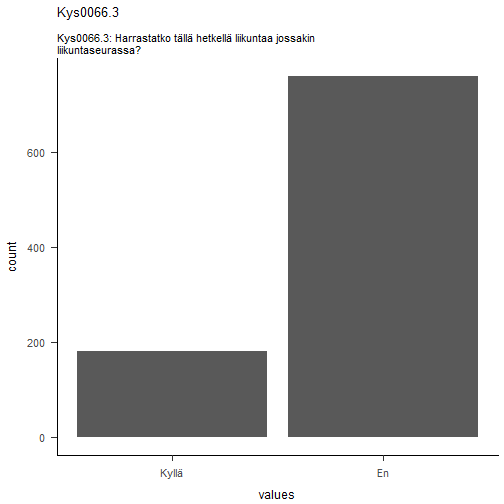 Kys0066.3
Kys0066.3: Harrastatko tällä hetkellä liikuntaa jossakin
liikuntaseurassa?
600
400
200
0
count
Kyllä
En
values